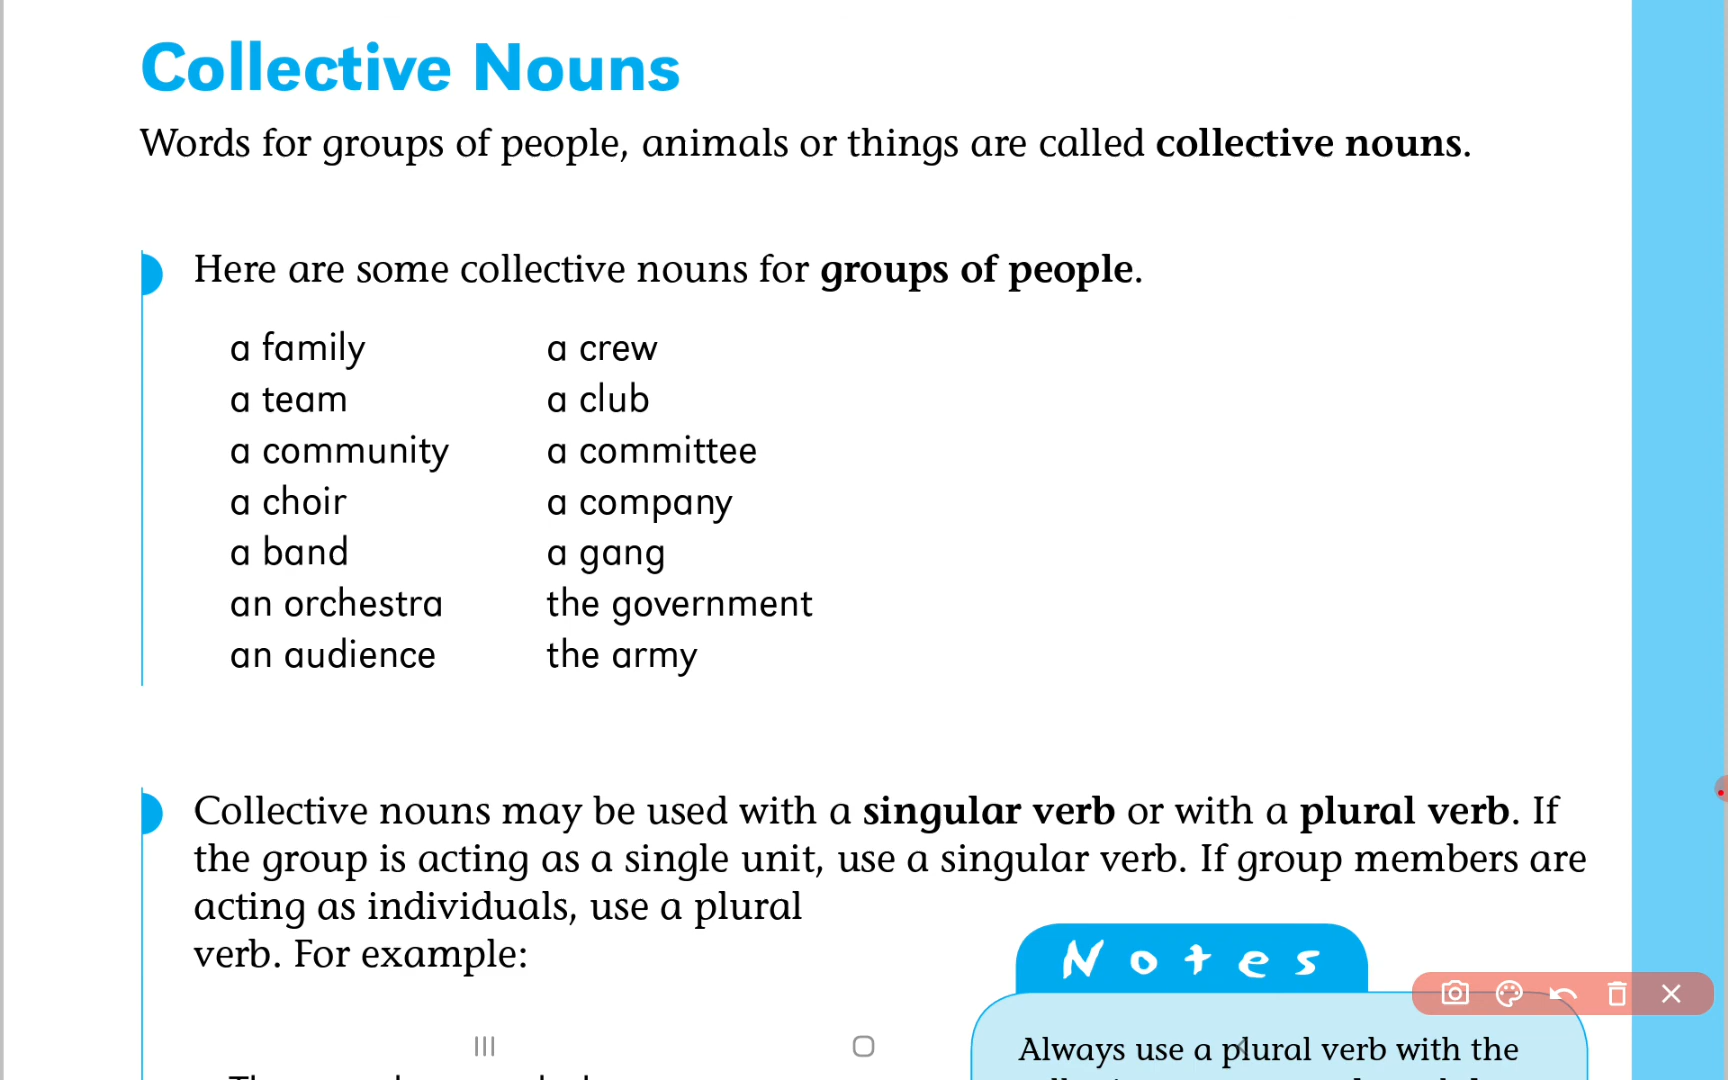 Collective Nouns
Words for groups of people, animals or things are called collective nouns.
Here are some collective nouns for groups of people.
a family
a team
a community
a choir
a band
an orchestra
an audience
a crew
a club
a committee
a company
a gang
the government
the army
Collective nouns may be used with a singular verb or with a plural verb. If
the group is acting as a single unit, use a singular verb. If group members are
acting as individuals, use a plural
verb. For example:
Notes
Always use a plural verb with the